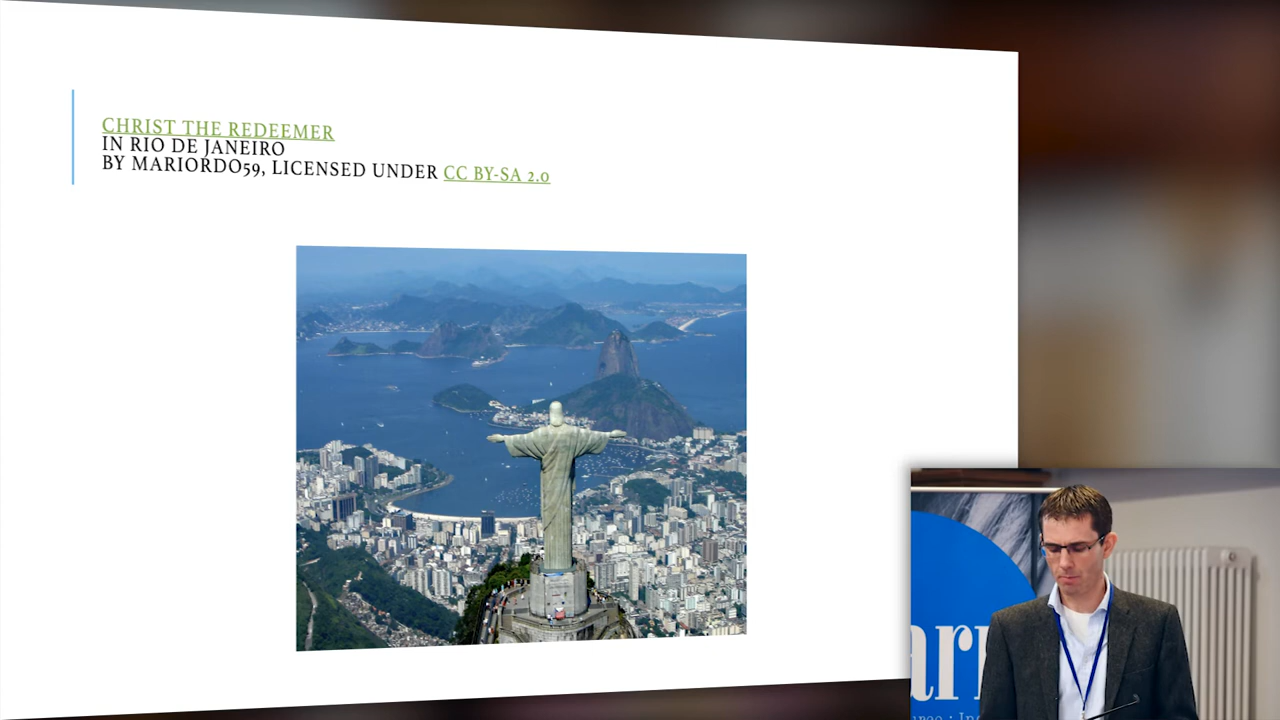 CHRIST THE REDEEMER
IN RIO DE JANEIRO
BY MARIORDO59, LICENSED UNDER CC BY-SA 2.0